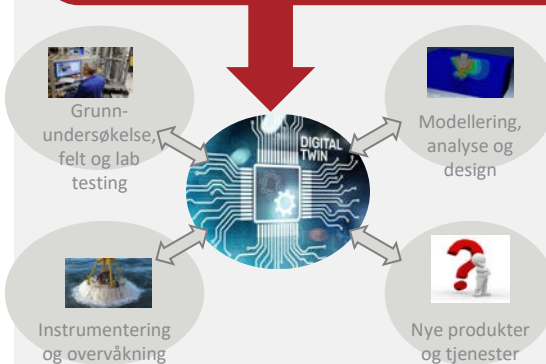 Grunn-
undersøkelse,
felt og lab
testing
Modellering,
analyse og
design
DIGITAL
TWIN
Instrumentering
og overvåkning
Nye produkter
og tjenester